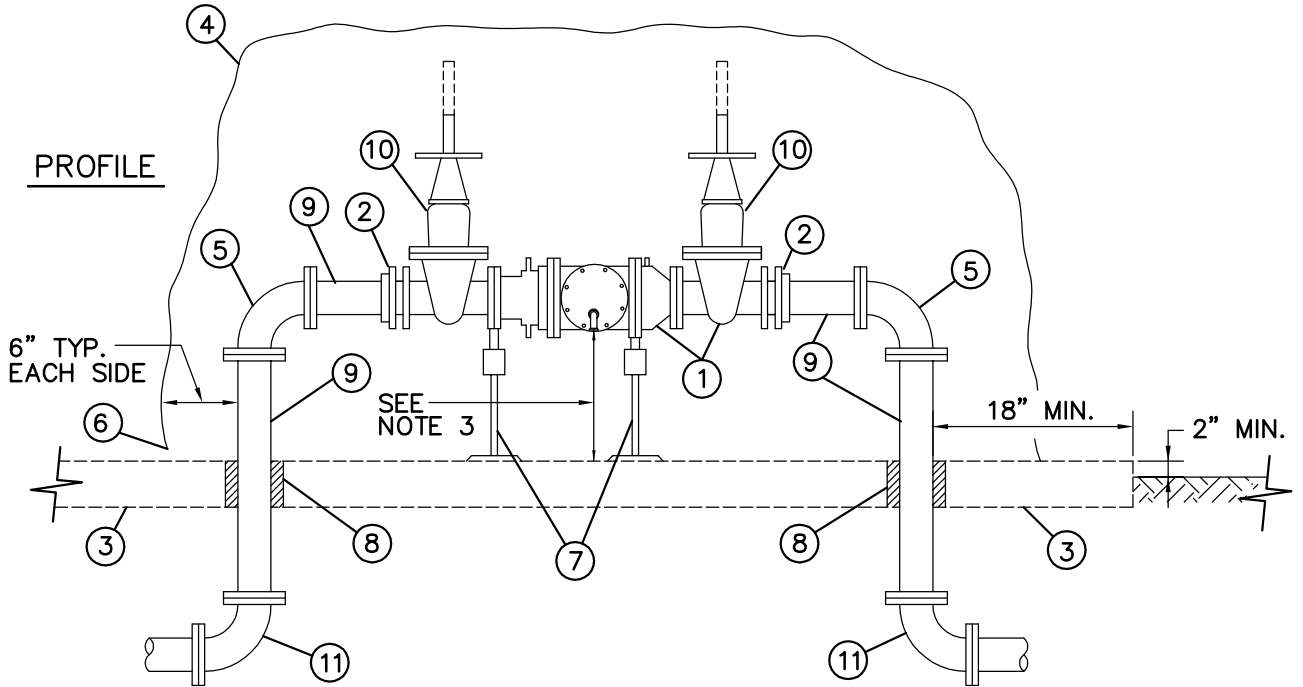 4
PROFILE
10
10
9
2
2
5
5
6” TYP.
EACH SIDE
9
1
9
SEE
NOTE 3
18” MIN.
2” MIN.
6
3
8
7
8
3
11
11